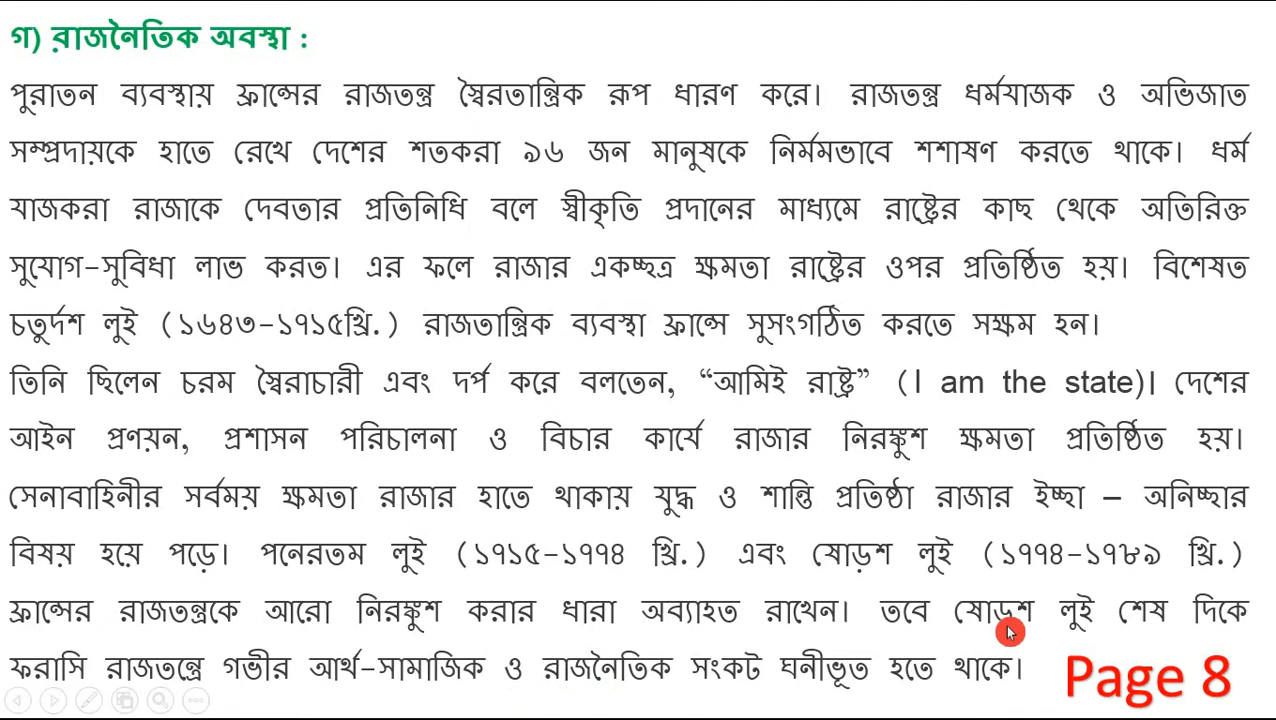 গ) রাজনৈতিক অবস্থা :
পুরাতন ব্যবস্থায় ফ্রান্সের রাজতন্ত্র স্বৈরতান্ত্রিক রূপ ধারণ করে। রাজতন্ত্র ধর্মযাজক ও অভিজাত
সম্প্রদায়কে হাতে রেখে দেশের শতকরা ৯৬ জন মানুষকে নির্মমভাবে শশাষণ করতে থাকে। ধর্ম
যাজকরা রাজাকে দেবতার প্রতিনিধি বলে স্বীকৃতি প্রদানের মাধ্যমে রাষ্ট্রের কাছ থেকে অতিরিক্ত
সুযোগ-সুবিধা লাভ করত। এর ফলে রাজার একচ্ছত্র ক্ষমতা রাষ্ট্রের ওপর প্রতিষ্ঠিত হয়। বিশেষত
চতুর্দশ লুই (১৬৪৩-১৭১৫খ্রি.) রাজতান্ত্রিক ব্যবস্থা ফ্রান্সে সুসংগঠিত করতে সক্ষম হন।
তিনি ছিলেন চরম স্বৈরাচারী এবং দর্প করে বলতেন, “আমিই রাষ্ট্র” (I am the state)। দেশের
আইন প্রণয়ন, প্রশাসন পরিচালনা ও বিচার কার্যে রাজার নিরঙ্কুশ ক্ষমতা প্রতিষ্ঠিত হয়।
সেনাবাহিনীর সর্বময় ক্ষমতা রাজার হাতে থাকায় যুদ্ধ ও শান্তি প্রতিষ্ঠা রাজার ইচ্ছা – অনিচ্ছার
বিষয় হয়ে পড়ে। পনেরতম লুই (১৭১৫-১৭৭৪ খ্রি.) এবং ষোড়শ লুই (১৭৭৪-১৭৮৯ খ্রি.)
ফ্রান্সের রাজতন্ত্রকে আরো নিরঙ্কুশ করার ধারা অব্যাহত রাখেন। তবে ষোড়শ লুই শেষ দিকে
ফরাসি রাজতন্ত্রে গভীর আর্থ-সামাজিক ও রাজনৈতিক সংকট ঘনীভূত হতে থাকে।
Page 8